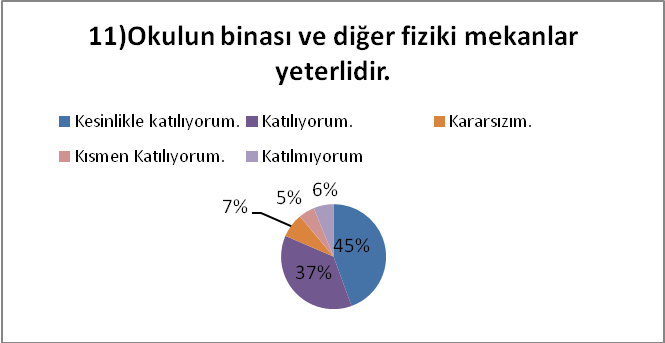 11)Okulun binası ve diğer fiziki mekanlar
yeterlidir.
Kesinlikle katılıyorum. Katılıyorum. Kararsızım.
Kısmen Katılıyorum. Katılmıyorum
6%
5%
7%
45%
37%